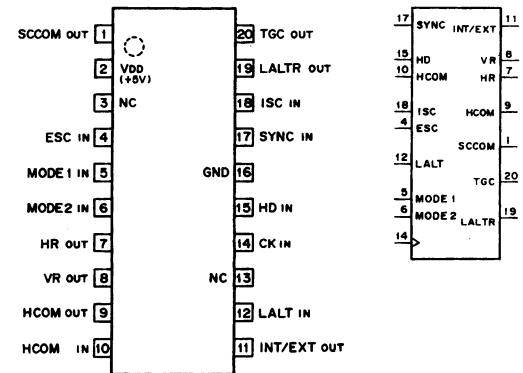 SCCOM OUT 1
2 VDD (+5V)
3 NC
ESC IN 4
MODE 1 IN 5
MODE2 IN 6
HR OUT 7
VR OUT 8
HCOM OUT 9
HCOM IN 10
20 TGC OUT
19 LALTR OUT
18 ISC IN
17 SYNC IN
GND 16
15 HD IN
14 CK IN
NC 13
12 LALT IN
11 INT/EXT OUT
17 SYNC
INT/EXT 11
15 HD
VR 8
10 HCOM
HR 7
18 ISC
HCOM 9
4 ESC
SCCOM 1
12 LALT
TGC 20
5 MODE 1
6 MODE 2
LALTR 19
14